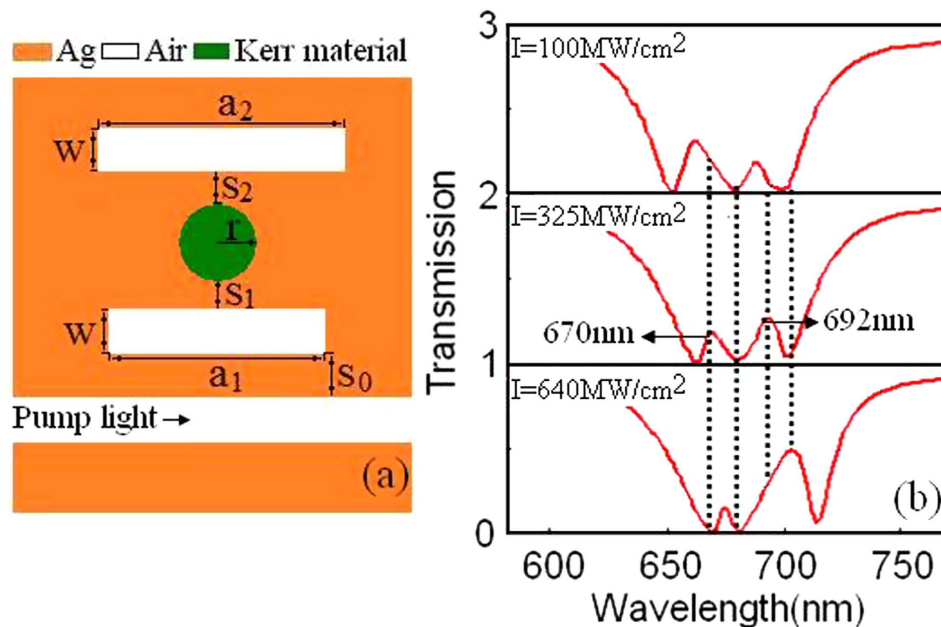 Ag Air Kerr material
a₂
w
s₂
r
s₁
w
a₁
s₀
Pump light →
(a)
Transmission
3
2
1
0
I=100MW/cm²
I=325MW/cm²
670nm
692nm
I=640MW/cm²
(b)
600 650 700 750
Wavelength(nm)